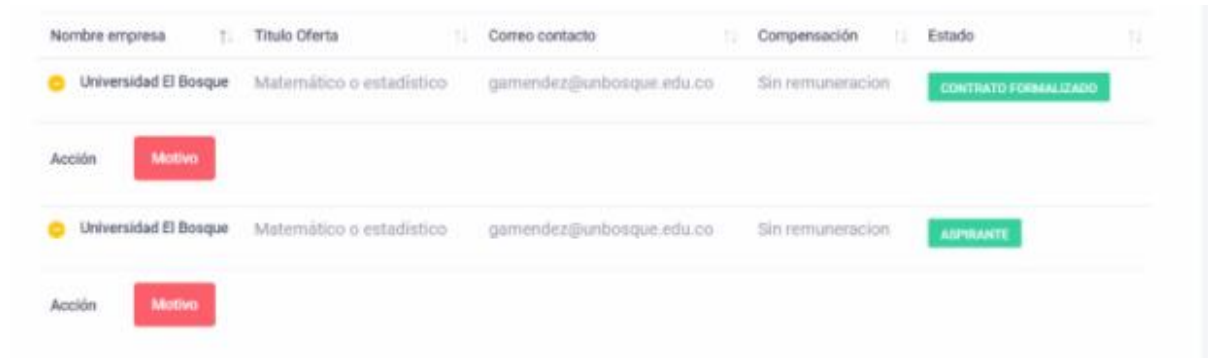 Nombre empresa Titulo Oferta Correo contacto Compensación Estado
Universidad El Bosque Matemático o estadístico gamendez@unbosque.edu.co Sin remuneracion CONTRATO FORMALIZADO
Acción Motivo
Universidad El Bosque Matemático o estadístico gamendez@unbosque.edu.co Sin remuneracion ASPIRANTE
Acción Motivo